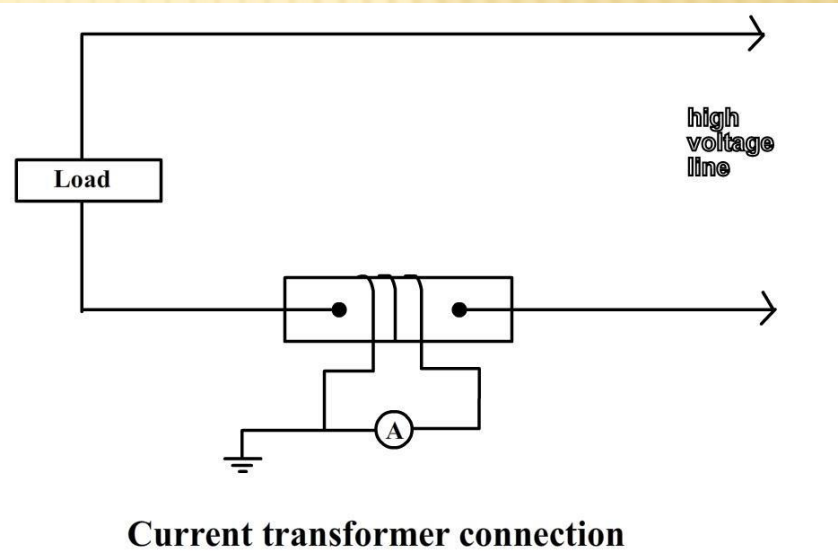 high
voltage
line
Load
A
Current transformer connection